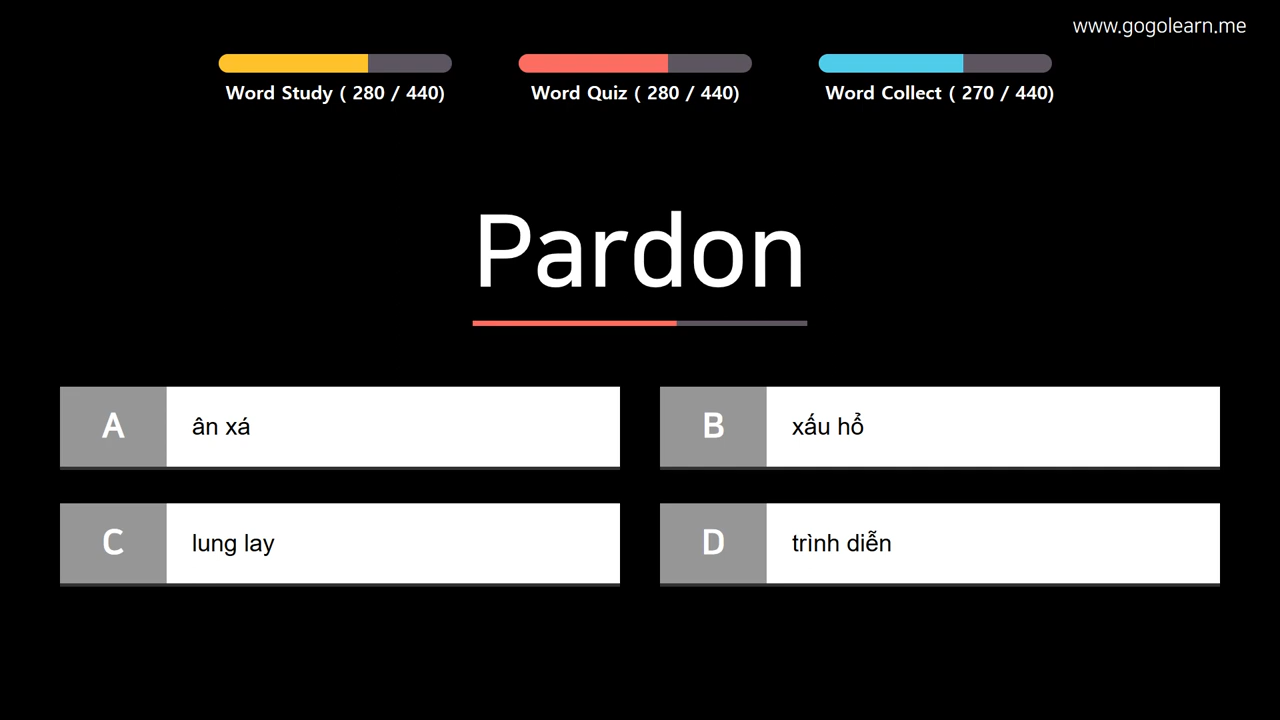 www.gogolearn.me
Word Study ( 280 / 440)
Word Quiz ( 280 / 440)
Word Collect ( 270 / 440)
Pardon
A
ân xá
B
xấu hổ
C
lung lay
D
trình diễn